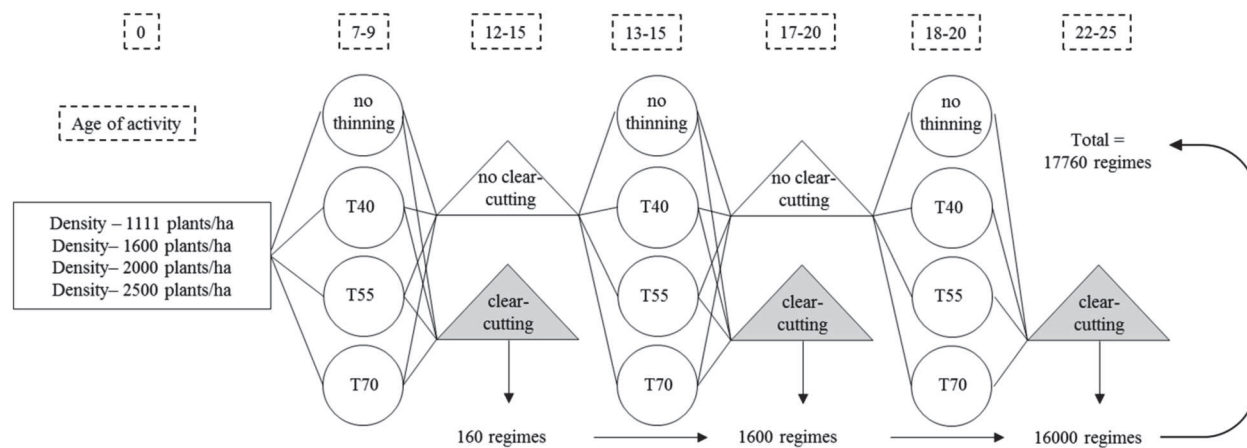 0
7-9
12-15
13-15
17-20
18-20
22-25
Age of activity
Density – 1111 plants/ha
Density– 1600 plants/ha
Density– 2000 plants/ha
Density– 2500 plants/ha
no
thinning
T40
T55
T70
no clear-
cutting
clear-
cutting
160 regimes
no
thinning
T40
T55
T70
no clear-
cutting
clear-
cutting
1600 regimes
no
thinning
T40
T55
T70
Total =
17760 regimes
clear-
cutting
16000 regimes